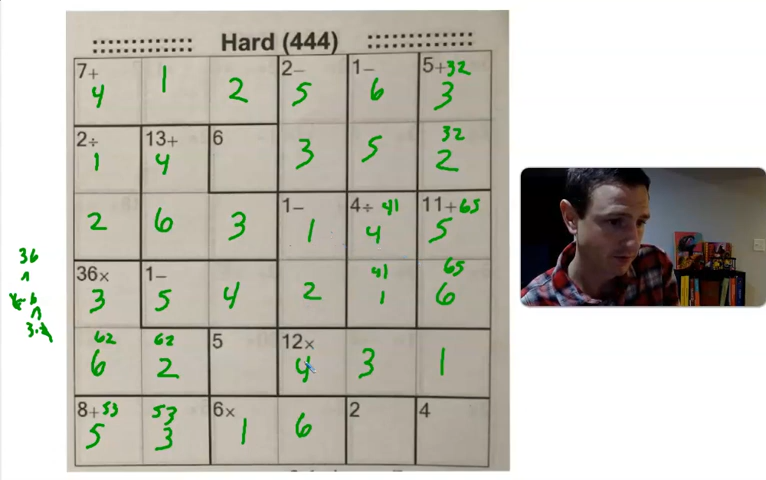 Hard (444)
7+ 2− 1− 5+ 32
4 1 2 5 6 3
2÷ 13+ 6 32
1 4 3 5 2
1− 4÷ 41 11+ 65
2 6 3 1 4 5
36
36× 1− 41 65
4·6
3 5 4 2 1 6
3·2
62 62 5 12×
6 2 4 3 1
8+ 53 53 6× 2 4
5 3 1 6